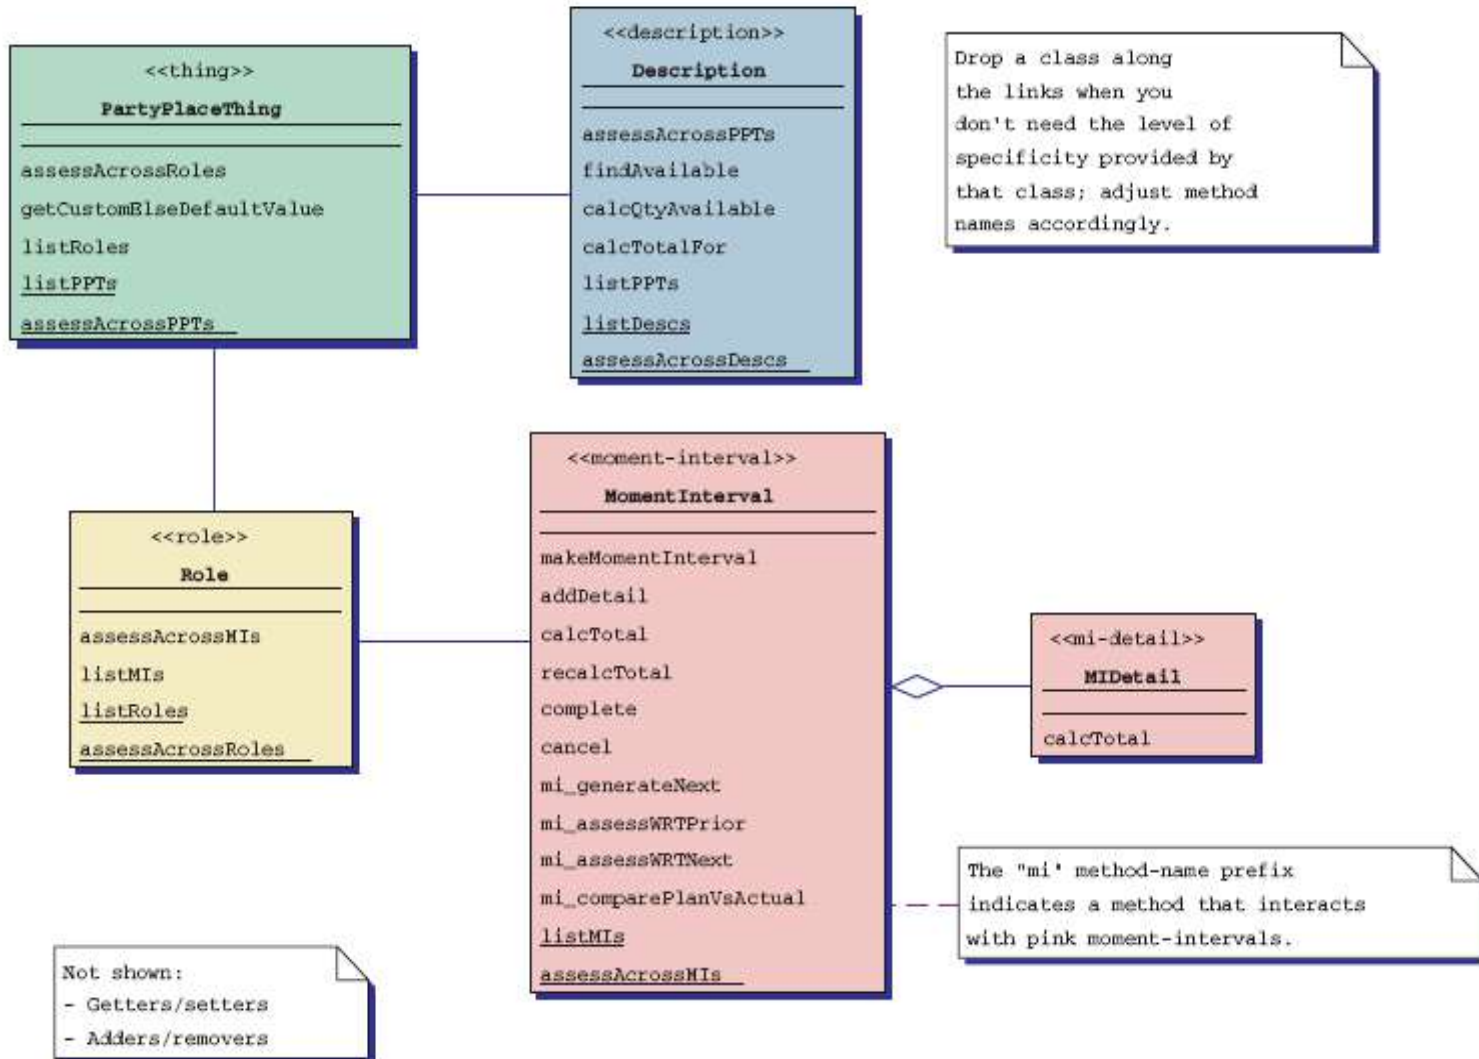 <<thing>>
PartyPlaceThing
assessAcrossRoles
getCustomElseDefaultValue
listRoles
listPPTs
assessAcrossPPTs
<<description>>
Description
assessAcrossPPTs
findAvailable
calcQtyAvailable
calcTotalFor
listPPTs
listDescs
assessAcrossDescs
Drop a class along
the links when you
don't need the level of
specificity provided by
that class; adjust method
names accordingly.
<<role>>
Role
assessAcrossMIs
listMIs
listRoles
assessAcrossRoles
<<moment-interval>>
MomentInterval
makeMomentInterval
addDetail
calcTotal
recalcTotal
complete
cancel
mi_generateNext
mi_assessWRTPrior
mi_assessWRTNext
mi_comparePlanVsActual
listMIs
assessAcrossMIs
<<mi-detail>>
MIDetail
calcTotal
The "mi' method-name prefix
indicates a method that interacts
with pink moment-intervals.
Not shown:
- Getters/setters
- Adders/removers